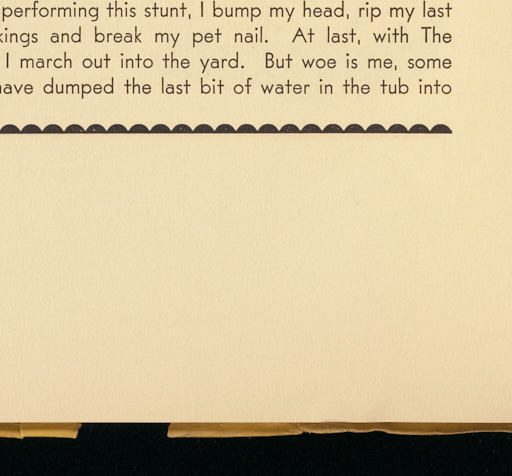 performing this stunt, I bump my head, rip my last
kings and break my pet nail. At last, with The
I march out into the yard. But woe is me, some
have dumped the last bit of water in the tub into